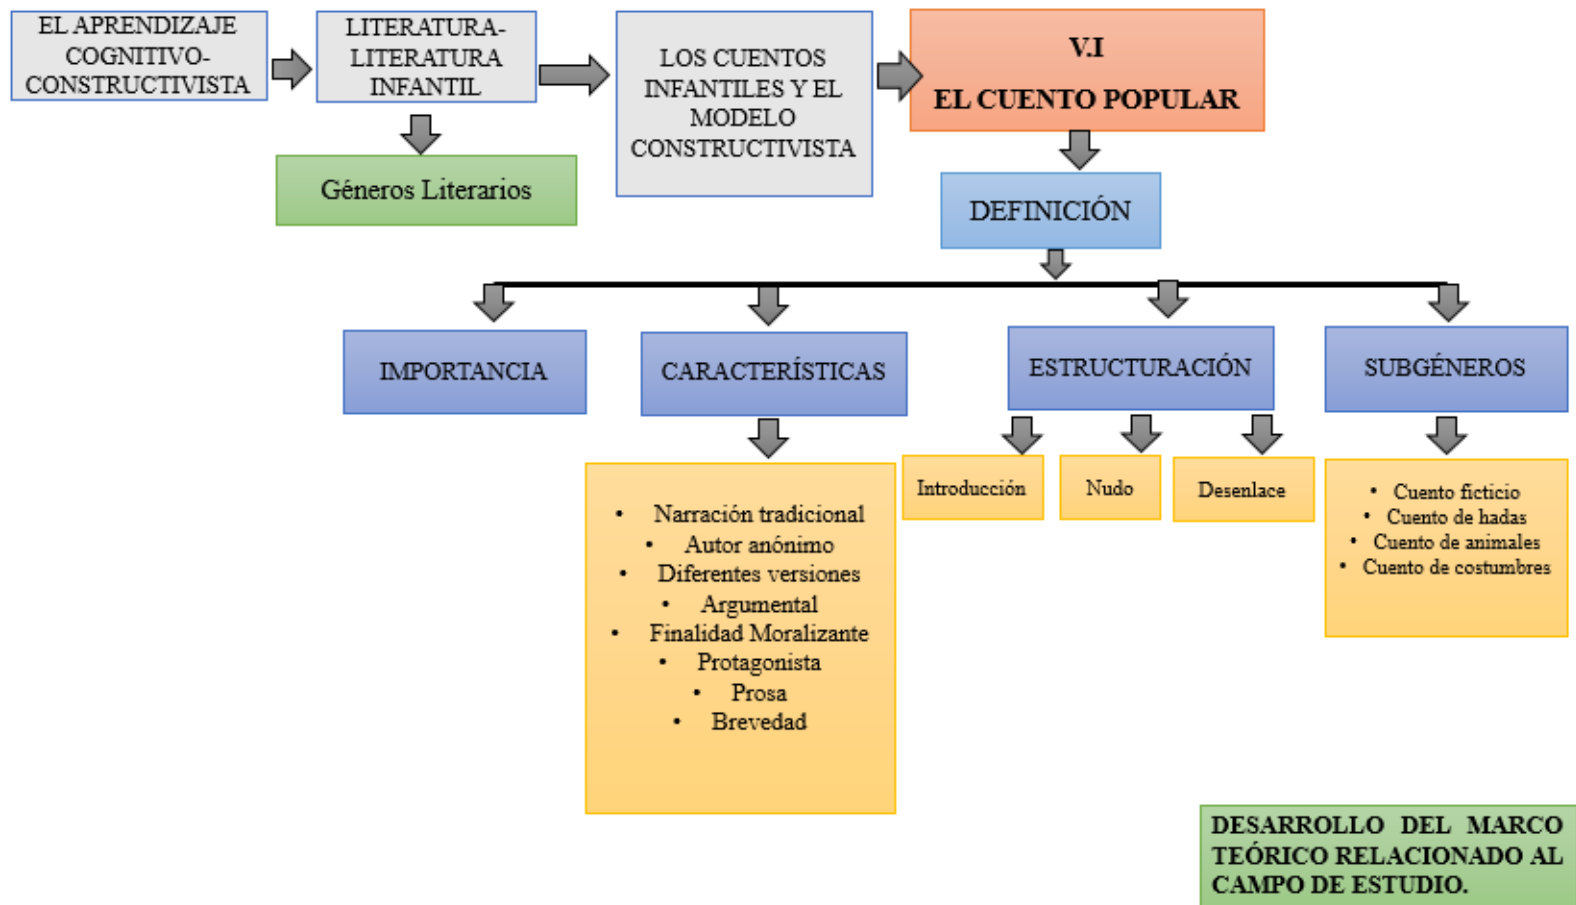 EL APRENDIZAJE
COGNITIVO-
CONSTRUCTIVISTA
LITERATURA-
LITERATURA
INFANTIL
LOS CUENTOS
INFANTILES Y EL
MODELO
CONSTRUCTIVISTA
V.I
EL CUENTO POPULAR
Géneros Literarios
DEFINICIÓN
IMPORTANCIA
CARACTERÍSTICAS
ESTRUCTURACIÓN
SUBGÉNEROS
• Narración tradicional
• Autor anónimo
• Diferentes versiones
• Argumental
• Finalidad Moralizante
• Protagonista
• Prosa
• Brevedad
Introducción
Nudo
Desenlace
• Cuento ficticio
• Cuento de hadas
• Cuento de animales
• Cuento de costumbres
DESARROLLO DEL MARCO
TEÓRICO RELACIONADO AL
CAMPO DE ESTUDIO.